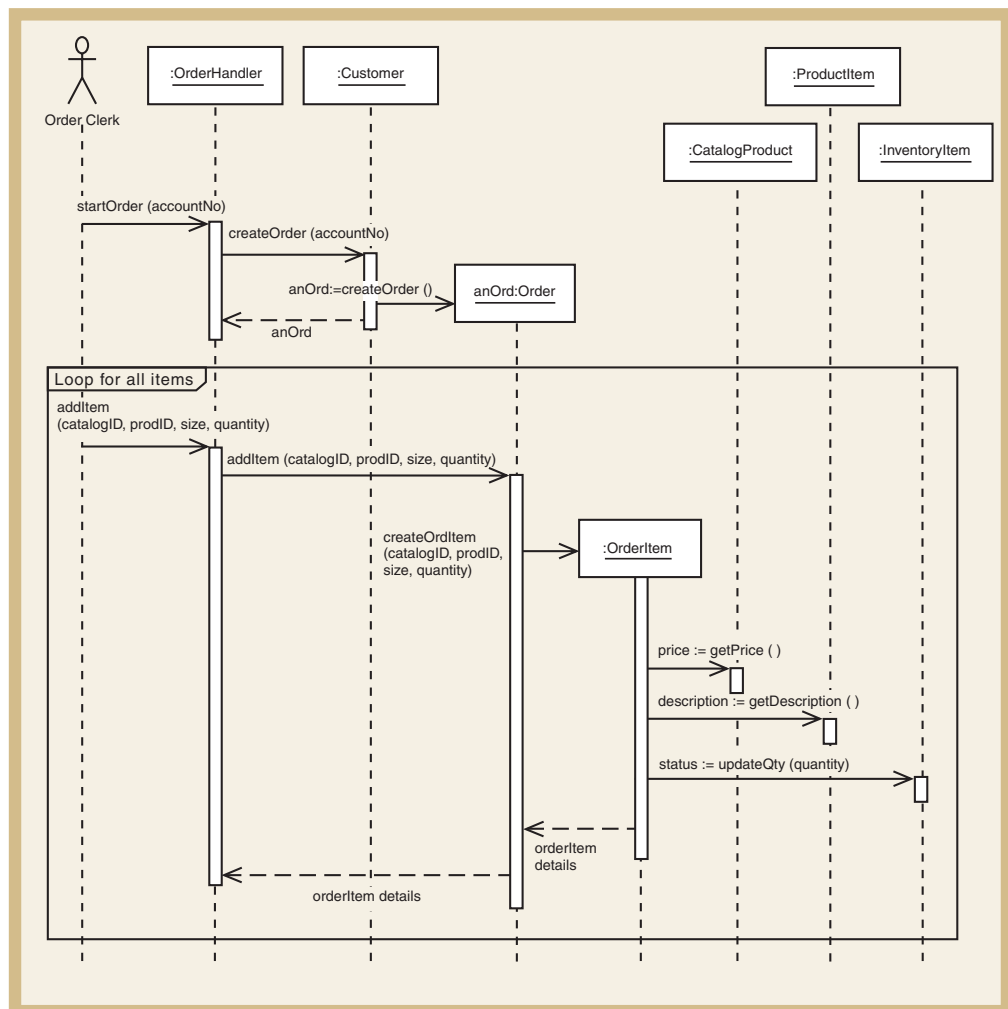 :OrderHandler
:Customer
:ProductItem
Order Clerk
:CatalogProduct
:InventoryItem
startOrder (accountNo)
createOrder (accountNo)
anOrd:=createOrder ()
anOrd:Order
anOrd
Loop for all items
addItem
(catalogID, prodID, size, quantity)
addItem (catalogID, prodID, size, quantity)
createOrdItem
(catalogID, prodID,
size, quantity)
:OrderItem
price := getPrice ( )
description := getDescription ( )
status := updateQty (quantity)
orderItem
details
orderItem details